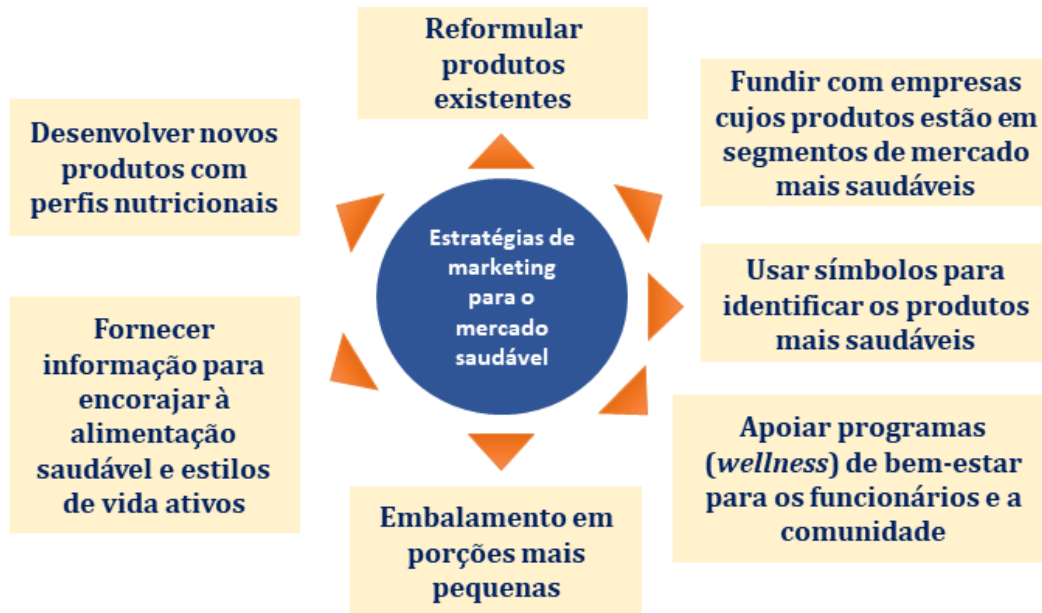 Reformular
produtos
existentes
Fundir com empresas
cujos produtos estão em
segmentos de mercado
mais saudáveis
Desenvolver novos
produtos com
perfis nutricionais
Estratégias de
marketing
para o
mercado
saudável
Usar símbolos para
identificar os produtos
mais saudáveis
Fornecer
informação para
encorajar à
alimentação
saudável e estilos
de vida ativos
Apoiar programas
(wellness) de bem-estar
para os funcionários e a
comunidade
Embalamento em
porções mais
pequenas